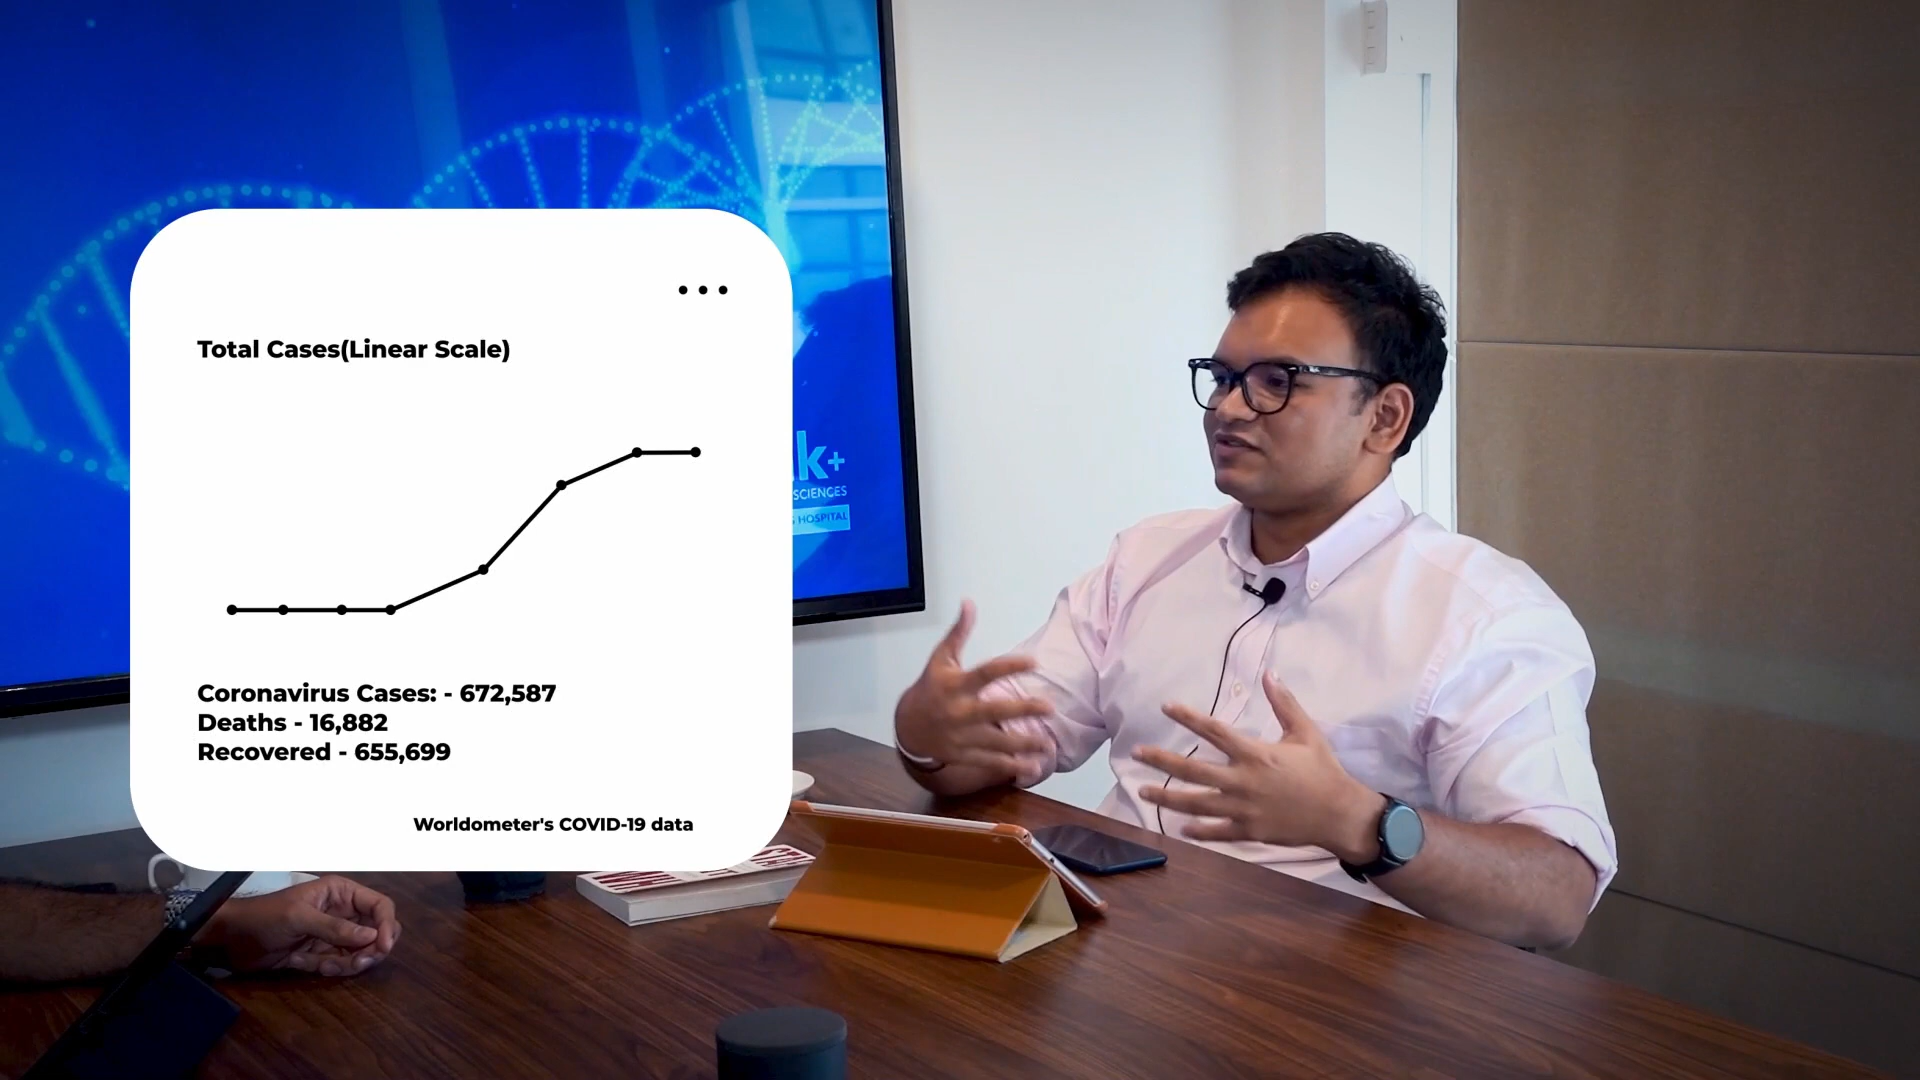 Total Cases(Linear Scale)
Coronavirus Cases: - 672,587
Deaths - 16,882
Recovered - 655,699
Worldometer's COVID-19 data
k+
SCIENCES
HOSPITAL